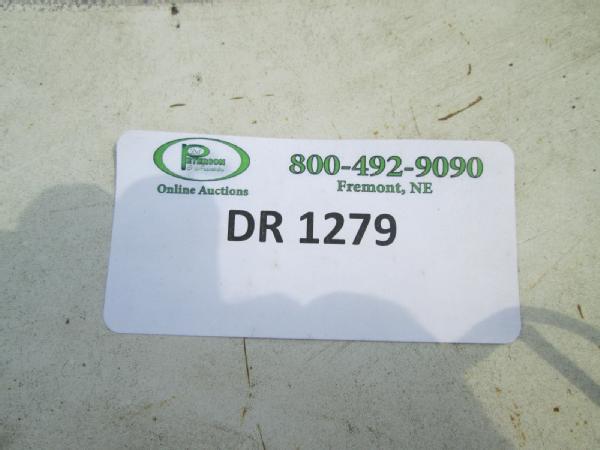 PETERSON
Online Auctions
800-492-9090
Fremont, NE
DR 1279